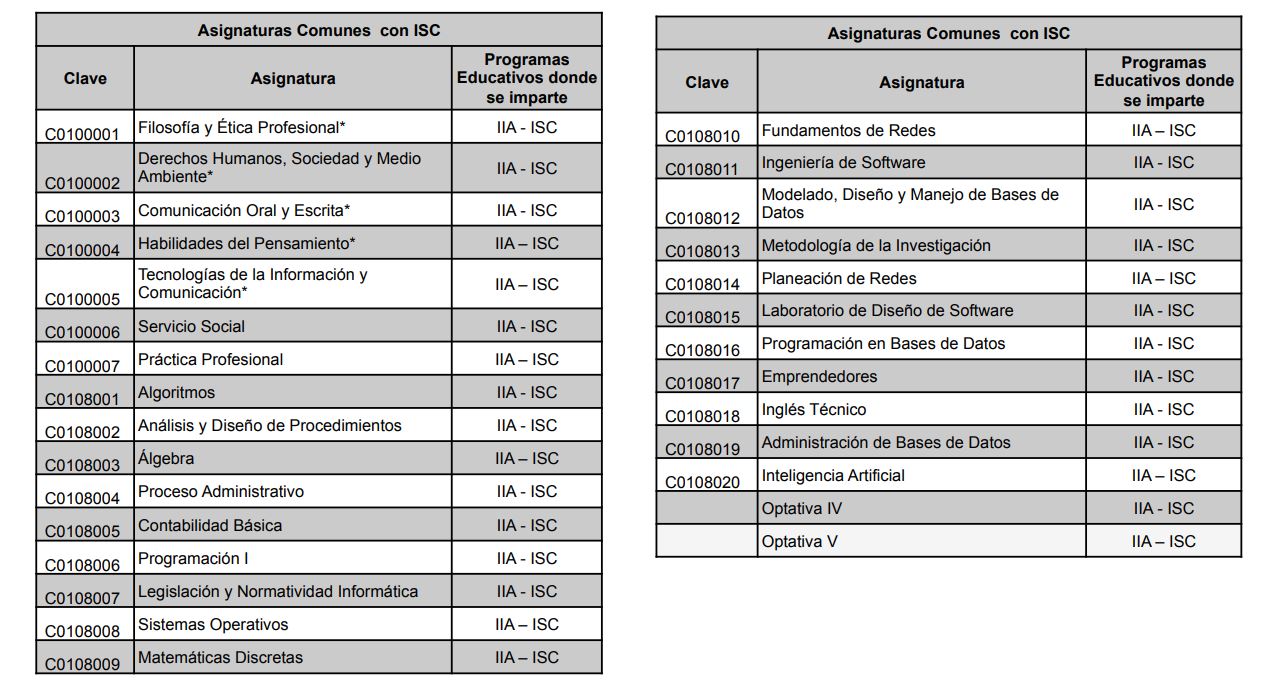 Asignaturas Comunes  con ISC
Clave
Asignatura
Programas
Educativos donde
se imparte
C0100001 Filosofía y Ética Profesional* IIA - ISC
Derechos Humanos, Sociedad y Medio
C0100002 Ambiente* IIA - ISC
C0100003 Comunicación Oral y Escrita* IIA - ISC
C0100004 Habilidades del Pensamiento* IIA – ISC
Tecnologías de la Información y
C0100005 Comunicación* IIA – ISC
C0100006 Servicio Social IIA - ISC
C0100007 Práctica Profesional IIA – ISC
C0108001 Algoritmos IIA - ISC
C0108002 Análisis y Diseño de Procedimientos IIA - ISC
C0108003 Álgebra IIA – ISC
C0108004 Proceso Administrativo IIA - ISC
C0108005 Contabilidad Básica IIA - ISC
C0108006 Programación I IIA - ISC
C0108007 Legislación y Normatividad Informática IIA - ISC
C0108008 Sistemas Operativos IIA – ISC
C0108009 Matemáticas Discretas IIA – ISC
Asignaturas Comunes  con ISC
Clave
Asignatura
Programas
Educativos donde
se imparte
C0108010 Fundamentos de Redes IIA – ISC
C0108011 Ingeniería de Software IIA - ISC
Modelado, Diseño y Manejo de Bases de
C0108012 Datos IIA - ISC
C0108013 Metodología de la Investigación IIA - ISC
C0108014 Planeación de Redes IIA – ISC
C0108015 Laboratorio de Diseño de Software IIA - ISC
C0108016 Programación en Bases de Datos IIA - ISC
C0108017 Emprendedores IIA - ISC
C0108018 Inglés Técnico IIA - ISC
C0108019 Administración de Bases de Datos IIA - ISC
C0108020 Inteligencia Artificial IIA – ISC
Optativa IV IIA - ISC
Optativa V IIA – ISC